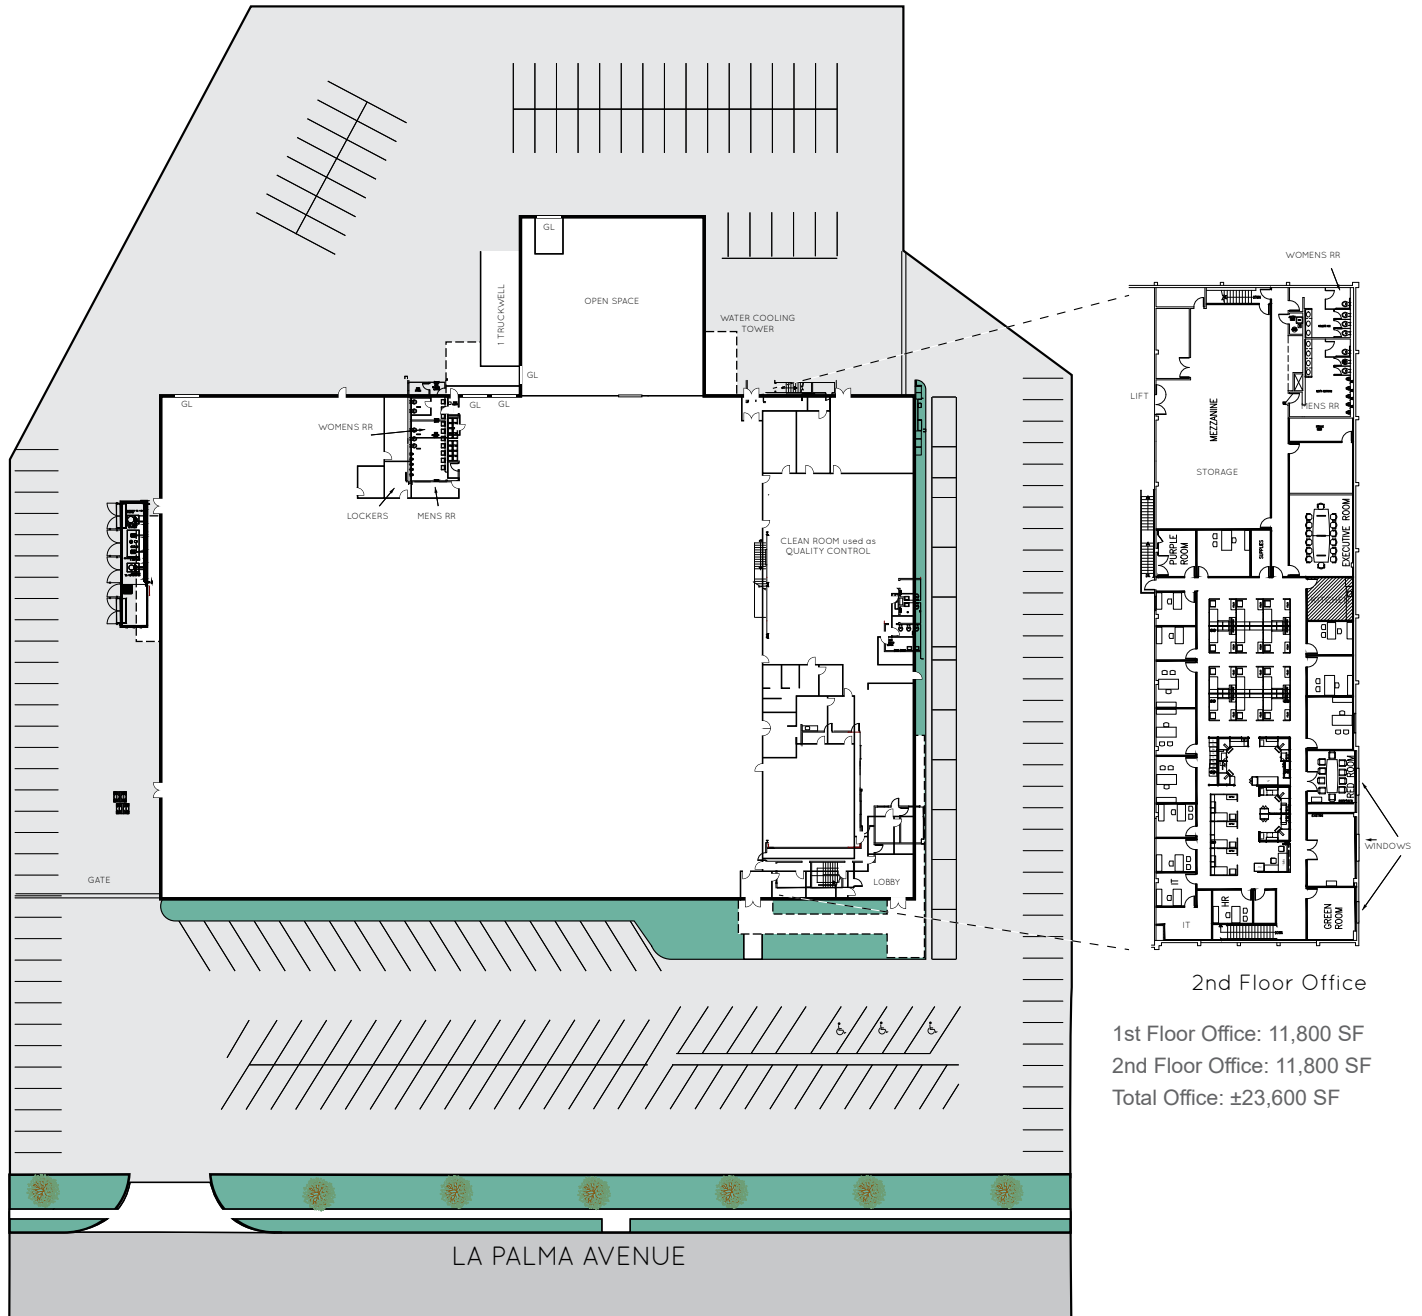 GL
OPEN SPACE
1 TRUCKWELL
WATER COOLING
TOWER
GL
GL
GL
GL
WOMENS RR
LOCKERS
MENS RR
CLEAN ROOM used as
QUALITY CONTROL
GATE
LOBBY
LA PALMA AVENUE
WOMENS RR
LIFT
MEZZANINE
MENS RR
STORAGE
EXECUTIVE ROOM
PURPLE
ROOM
SUPPLIES
RED ROOM
WINDOWS
IT
HR
IT
GREEN
ROOM
2nd Floor Office
1st Floor Office: 11,800 SF
2nd Floor Office: 11,800 SF
Total Office: ±23,600 SF